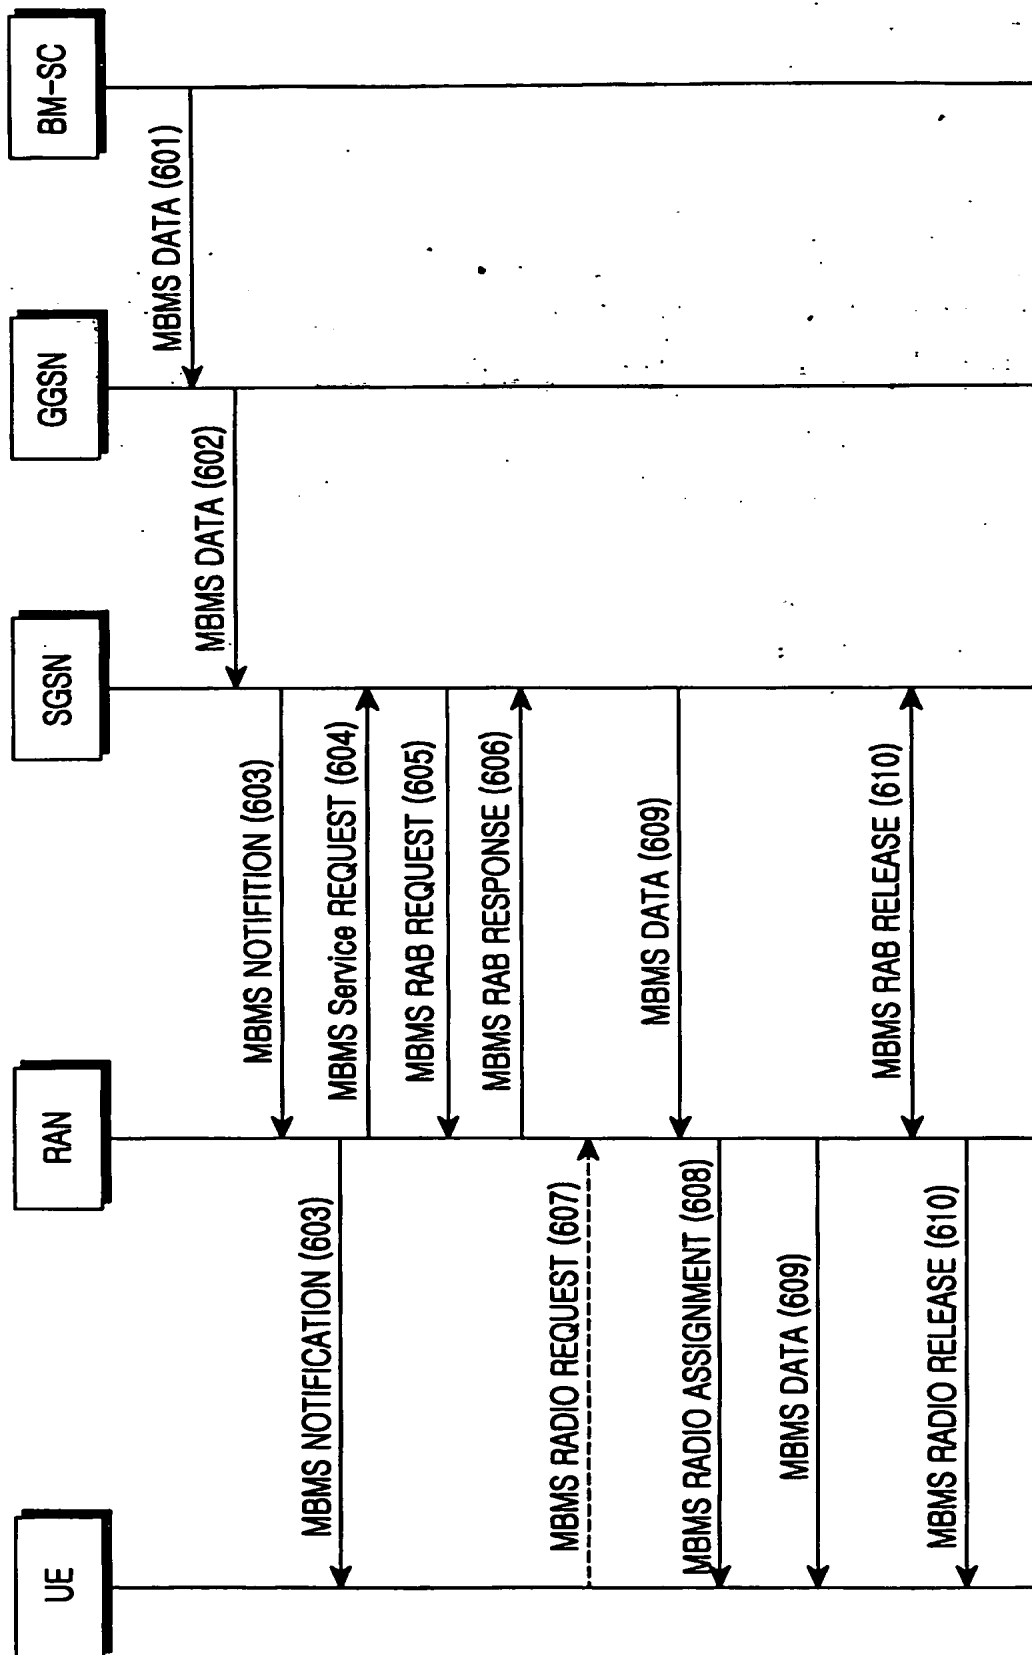 UE
RAN
SGSN
GGSN
BM-SC
MBMS DATA (601)
MBMS DATA (602)
MBMS NOTIFITION (603)
MBMS NOTIFICATION (603)
MBMS Service REQUEST (604)
MBMS RAB REQUEST (605)
MBMS RAB RESPONSE (606)
MBMS RADIO REQUEST (607)
MBMS DATA (609)
MBMS RADIO ASSIGNMENT (608)
MBMS DATA (609)
MBMS RAB RELEASE (610)
MBMS RADIO RELEASE (610)